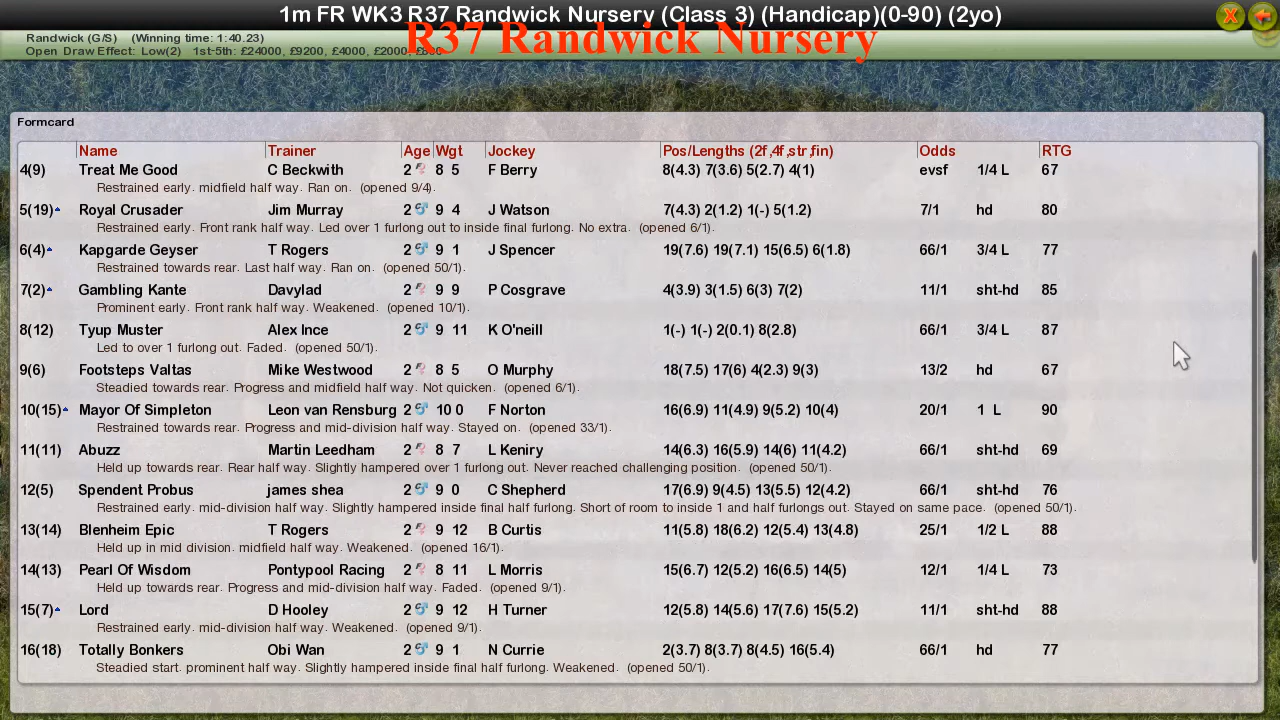 1m FR WK3 R37 Randwick Nursery (Class 3) (Handicap)(0-90) (2yo)
R37 Randwick Nursery
Randwick (G/S) (Winning time: 1:40.23)
Open Draw Effect: Low(2) 1st-5th: £24000, £9200, £4000, £2000, £800
Formcard
Name Trainer Age Wgt Jockey Pos/Lengths (2f,4f,str,fin) Odds RTG
4(9) Treat Me Good C Beckwith 2 8 5 F Berry 8(4.3) 7(3.6) 5(2.7) 4(1) evsf 1/4 L 67
Restrained early. midfield half way. Ran on. (opened 9/4).
5(19) Royal Crusader Jim Murray 2 9 4 J Watson 7(4.3) 2(1.2) 1(-) 5(1.2) 7/1 hd 80
Restrained early. Front rank half way. Led over 1 furlong out to inside final furlong. No extra. (opened 6/1).
6(4) Kapgarde Geyser T Rogers 2 9 1 J Spencer 19(7.6) 19(7.1) 15(6.5) 6(1.8) 66/1 3/4 L 77
Restrained towards rear. Last half way. Ran on. (opened 50/1).
7(2) Gambling Kante Davylad 2 9 9 P Cosgrave 4(3.9) 3(1.5) 6(3) 7(2) 11/1 sht-hd 85
Prominent early. Front rank half way. Weakened. (opened 10/1).
8(12) Tyup Muster Alex Ince 2 9 11 K O'neill 1(-) 1(-) 2(0.1) 8(2.8) 66/1 3/4 L 87
Led to over 1 furlong out. Faded. (opened 50/1).
9(6) Footsteps Valtas Mike Westwood 2 8 5 O Murphy 18(7.5) 17(6) 4(2.3) 9(3) 13/2 hd 67
Steadied towards rear. Progress and midfield half way. Not quicken. (opened 6/1).
10(15) Mayor Of Simpleton Leon van Rensburg 2 10 0 F Norton 16(6.9) 11(4.9) 9(5.2) 10(4) 20/1 1 L 90
Restrained towards rear. Progress and mid-division half way. Stayed on. (opened 33/1).
11(11) Abuzz Martin Leedham 2 8 7 L Keniry 14(6.3) 16(5.9) 14(6) 11(4.2) 66/1 sht-hd 69
Held up towards rear. Rear half way. Slightly hampered over 1 furlong out. Never reached challenging position. (opened 50/1).
12(5) Spendent Probus james shea 2 9 0 C Shepherd 17(6.9) 9(4.5) 13(5.5) 12(4.2) 66/1 sht-hd 76
Restrained early. mid-division half way. Slightly hampered inside final half furlong. Short of room to inside 1 and half furlongs out. Stayed on same pace. (opened 50/1).
13(14) Blenheim Epic T Rogers 2 9 12 B Curtis 11(5.8) 18(6.2) 12(5.4) 13(4.8) 25/1 1/2 L 88
Held up in mid division. midfield half way. Weakened. (opened 16/1).
14(13) Pearl Of Wisdom Pontypool Racing 2 8 11 L Morris 15(6.7) 12(5.2) 16(6.5) 14(5) 12/1 1/4 L 73
Held up towards rear. Progress and mid-division half way. Faded. (opened 9/1).
15(7) Lord D Hooley 2 9 12 H Turner 12(5.8) 14(5.6) 17(7.6) 15(5.2) 11/1 sht-hd 88
Restrained early. mid-division half way. Weakened. (opened 9/1).
16(18) Totally Bonkers Obi Wan 2 9 1 N Currie 2(3.7) 8(3.7) 8(4.5) 16(5.4) 66/1 hd 77
Steadied start. prominent half way. Slightly hampered inside final half furlong. Weakened. (opened 50/1).